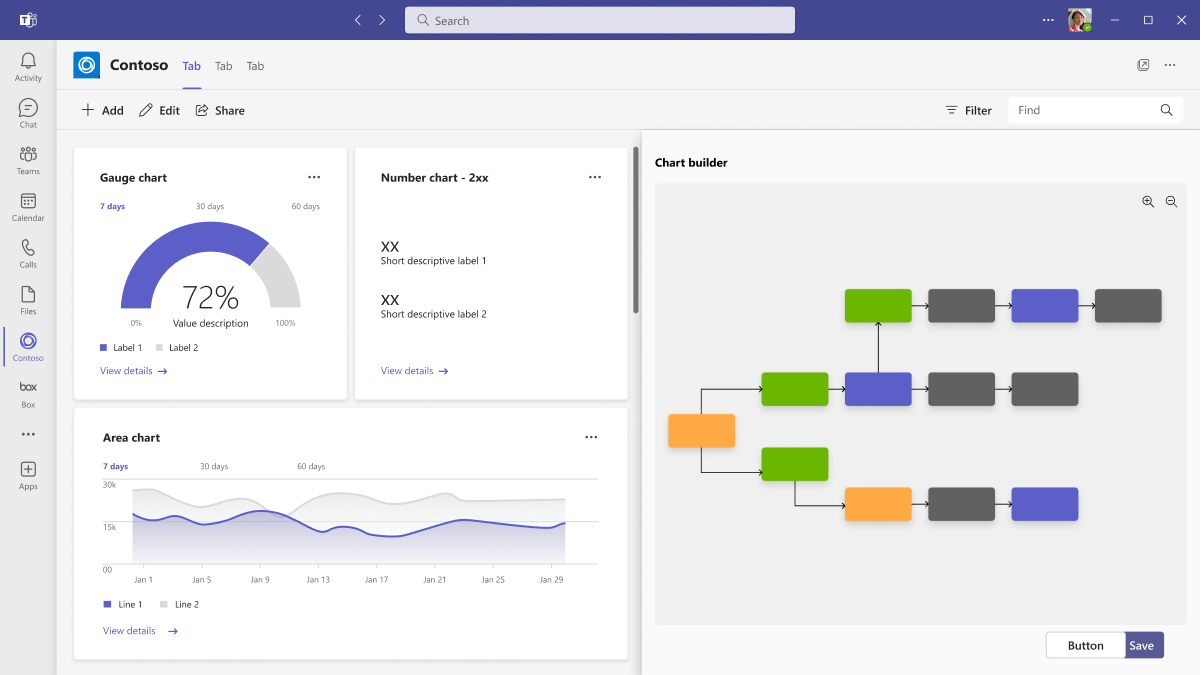 Search
Activity
Chat
Teams
Calendar
Calls
Files
Contoso
box
Box
Apps
Contoso Tab Tab Tab
Add Edit Share Filter Find
Gauge chart
7 days 30 days 60 days
72%
0% Value description 100%
Label 1 Label 2
View details
Number chart - 2xx
XX
Short descriptive label 1
XX
Short descriptive label 2
View details
Area chart
7 days 30 days 60 days
30k
15k
00
Jan 1 Jan 5 Jan 9 Jan 13 Jan 17 Jan 21 Jan 25 Jan 29
Line 1 Line 2
View details
Chart builder
Button Save